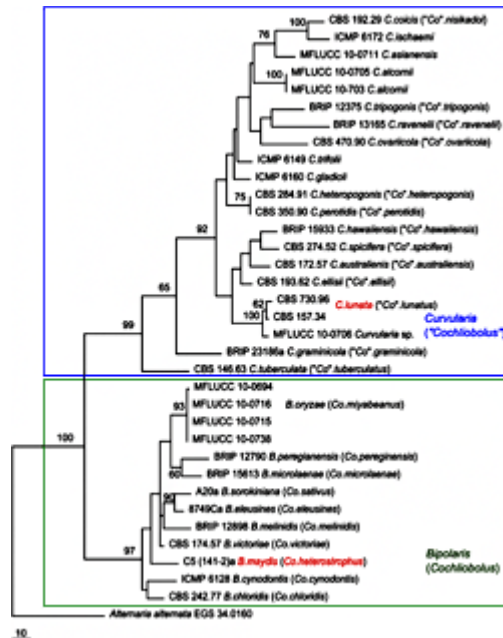 100
CBS 192.29 C.coicis ("Co".nisikadoi)
76
ICMP 6172 C.ischaemi
MFLUCC 10-0711 C.asianensis
100
MFLUCC 10-0705 C.alcornii
MFLUCC 10-703 C.alcornii
BRIP 12375 C.tripogonis ("Co".tripogonis)
BRIP 13165 C.ravenelii ("Co".ravenelii)
CBS 470.90 C.ovariicola ("Co".ovariicola)
ICMP 6149 C.trifolii
ICMP 6160 C.gladioli
75
CBS 284.91 C.heteropogonis ("Co".heteropogonis)
CBS 350.90 C.perotidis ("Co".perotidis)
92
BRIP 15933 C.hawaiiensis ("Co".hawaiiensis)
CBS 274.52 C.spicifera ("Co".spicifera)
CBS 172.57 C.australiensis ("Co".australiensis)
CBS 193.62 C.ellisii ("Co".ellisii)
65
62
CBS 730.96 C.lunata ("Co".lunatus)
100
CBS 157.34
MFLUCC 10-0706 Curvularia sp.
Curvularia
("Cochliobolus")
99
BRIP 23186a C.graminicola ("Co".graminicola)
CBS 146.63 C.tuberculata ("Co".tuberculatus)
MFLUCC 10-0694
93
MFLUCC 10-0716 B.oryzae (Co.miyabeanus)
MFLUCC 10-0715
100
MFLUCC 10-0738
BRIP 12790 B.peregianensis (Co.pereginensis)
60
BRIP 15613 B.microlaenae (Co.microlaenae)
A20a B.sorokiniana (Co.sativus)
90
8749Ca B.eleusines (Co.eleusines)
BRIP 12898 B.melinidis (Co.melinidis)
CBS 174.57 B.victoriae (Co.victoriae)
97
C5 (141-2)a B.maydis (Co.heterostrophus)
Bipolaris
(Cochliobolus)
ICMP 6128 B.cynodontis (Co.cynodontis)
CBS 242.77 B.chloridis (Co.chloridis)
Alternaria alternata EGS 34.0160
10